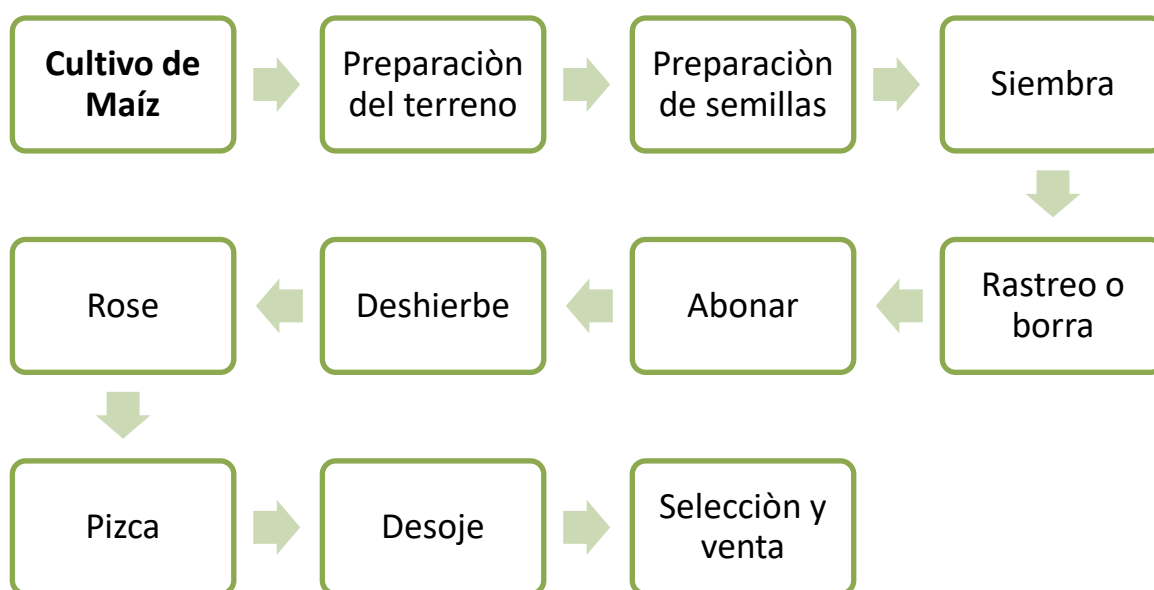 Cultivo de
Maíz
Preparaciòn
del terreno
Preparaciòn
de semillas
Siembra
Rastreo o
borra
Abonar
Deshierbe
Rose
Pizca
Desoje
Selecciòn y
venta